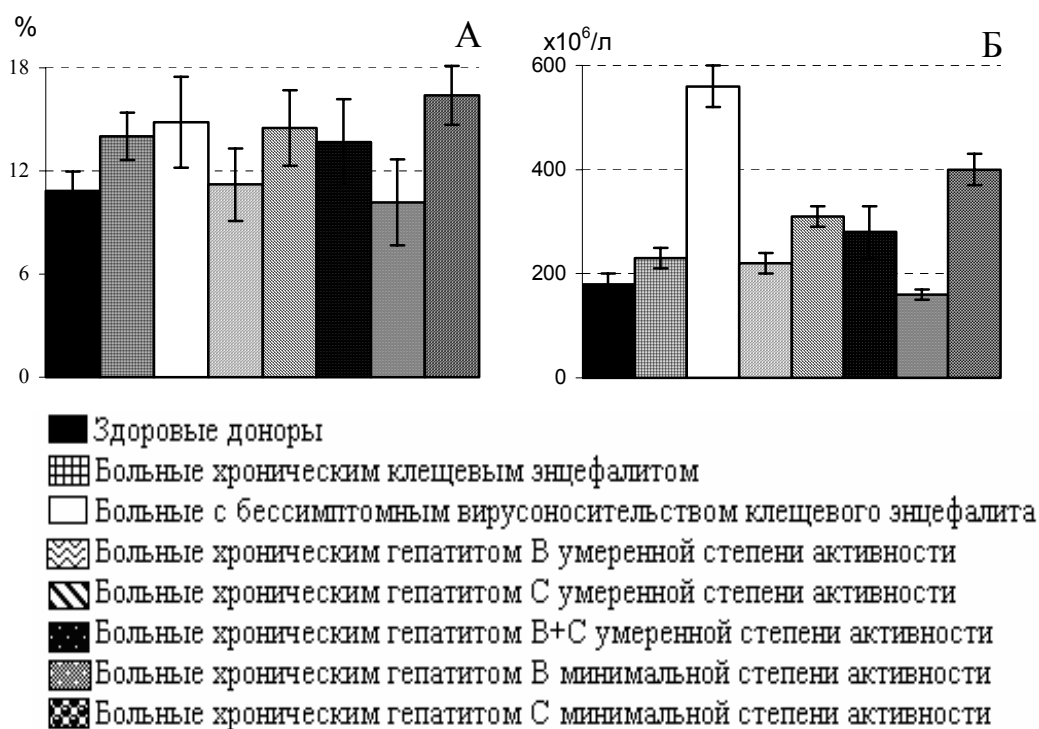 %
А
18
12
6
0
х10⁶/л
Б
600
400
200
0
Здоровые доноры
Больные хроническим клещевым энцефалитом
Больные с бессимптомным вирусоносительством клещевого энцефалита
Больные хроническим гепатитом В умеренной степени активности
Больные хроническим гепатитом С умеренной степени активности
Больные хроническим гепатитом В+С умеренной степени активности
Больные хроническим гепатитом В минимальной степени активности
Больные хроническим гепатитом С минимальной степени активности